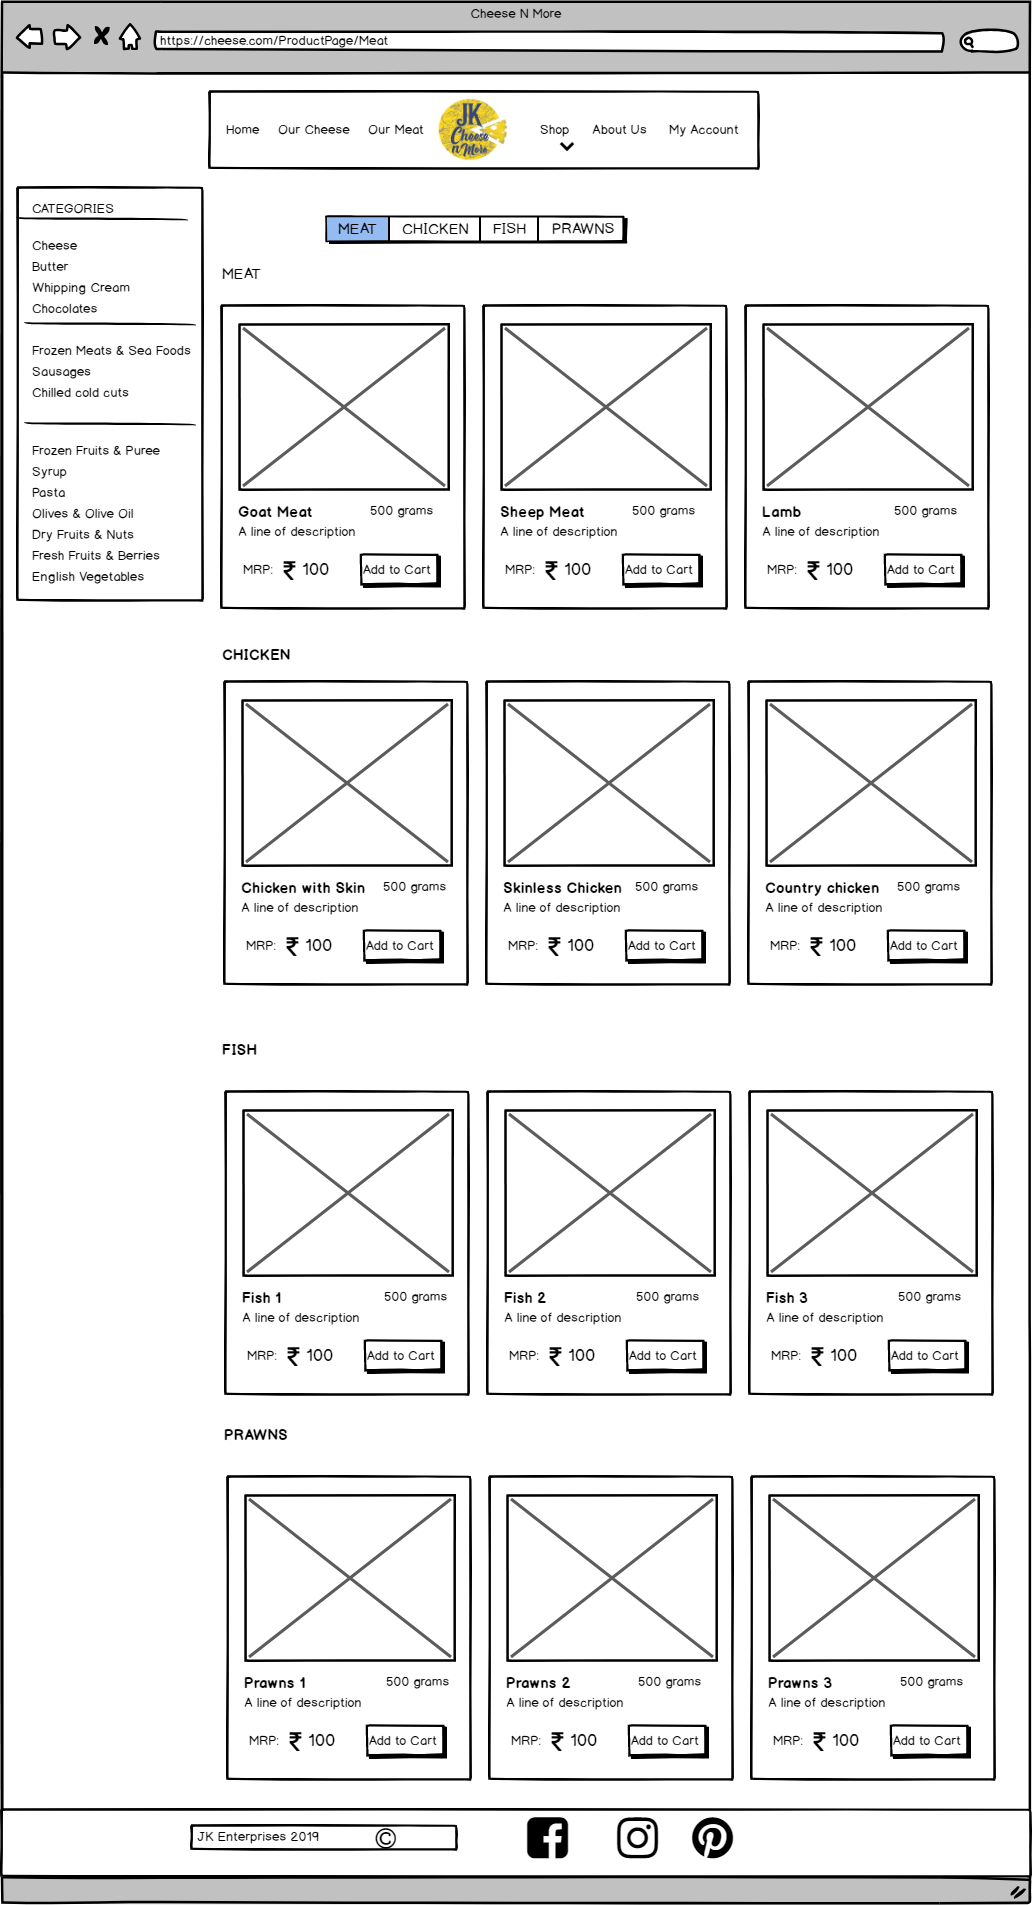 Cheese N More
https://cheese.com/ProductPage/Meat
Home Our Cheese Our Meat JK Cheese n More Shop About Us My Account
CATEGORIES
Cheese
Butter
Whipping Cream
Chocolates
Frozen Meats & Sea Foods
Sausages
Chilled cold cuts
Frozen Fruits & Puree
Syrup
Pasta
Olives & Olive Oil
Dry Fruits & Nuts
Fresh Fruits & Berries
English Vegetables
MEAT CHICKEN FISH PRAWNS
MEAT
Goat Meat 500 grams
A line of description
MRP: ₹ 100 Add to Cart
Sheep Meat 500 grams
A line of description
MRP: ₹ 100 Add to Cart
Lamb 500 grams
A line of description
MRP: ₹ 100 Add to Cart
CHICKEN
Chicken with Skin 500 grams
A line of description
MRP: ₹ 100 Add to Cart
Skinless Chicken 500 grams
A line of description
MRP: ₹ 100 Add to Cart
Country chicken 500 grams
A line of description
MRP: ₹ 100 Add to Cart
FISH
Fish 1 500 grams
A line of description
MRP: ₹ 100 Add to Cart
Fish 2 500 grams
A line of description
MRP: ₹ 100 Add to Cart
Fish 3 500 grams
A line of description
MRP: ₹ 100 Add to Cart
PRAWNS
Prawns 1 500 grams
A line of description
MRP: ₹ 100 Add to Cart
Prawns 2 500 grams
A line of description
MRP: ₹ 100 Add to Cart
Prawns 3 500 grams
A line of description
MRP: ₹ 100 Add to Cart
JK Enterprises 2019 ©